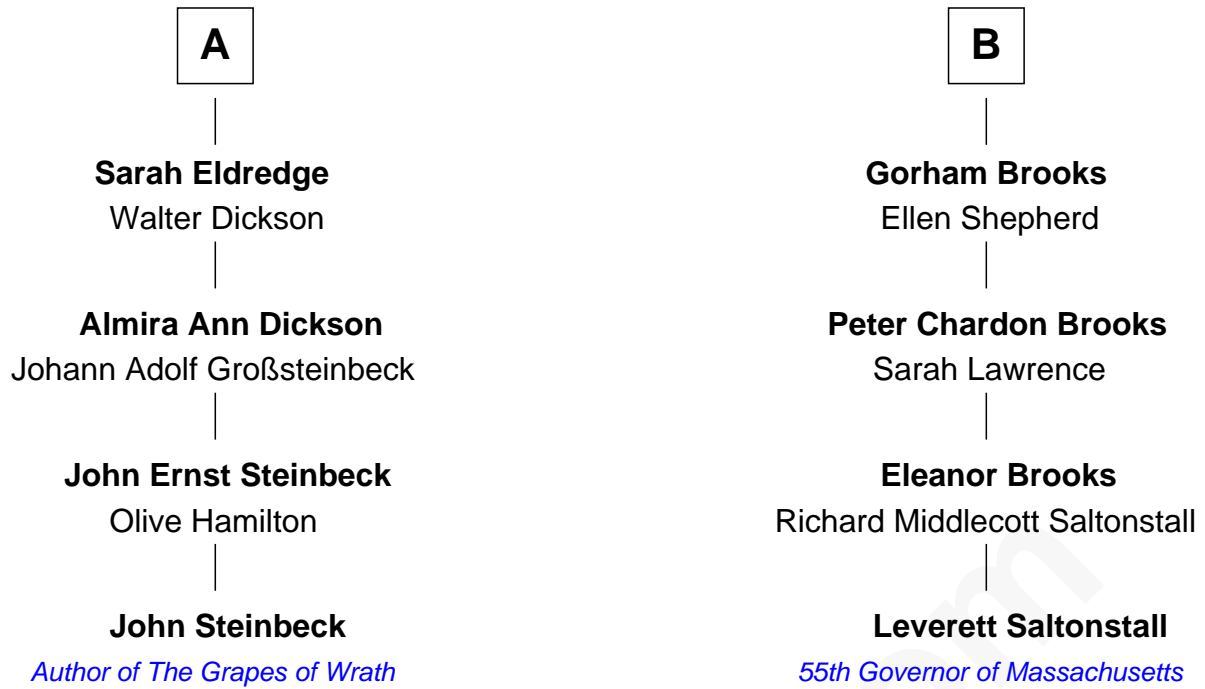 A
Sarah Eldredge
Walter Dickson
Almira Ann Dickson
Johann Adolf Großsteinbeck
John Ernst Steinbeck
Olive Hamilton
John Steinbeck
Author of The Grapes of Wrath
B
Gorham Brooks
Ellen Shepherd
Peter Chardon Brooks
Sarah Lawrence
Eleanor Brooks
Richard Middlecott Saltonstall
Leverett Saltonstall
55th Governor of Massachusetts